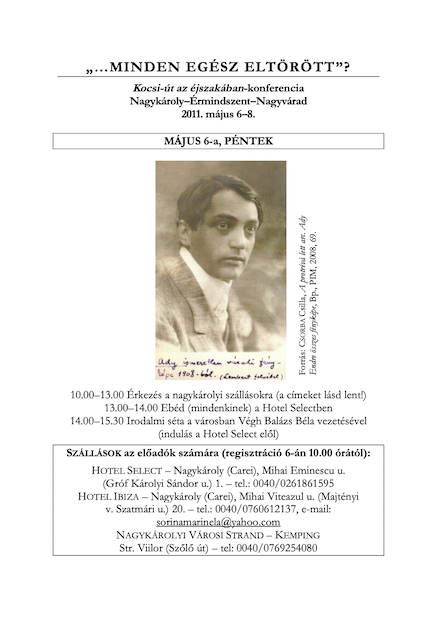 „…MINDEN EGÉSZ ELTÖRÖTT”?
Kocsi-út az éjszakában-konferencia
Nagykároly–Érmindszent–Nagyvárad
2011. május 6–8.
MÁJUS 6-a, PÉNTEK
Ady ismeretlen váradi fény-
képe 1908-ból. (Lembert felvétel)
Forrás: CSORBA Csilla, A portrévá lett arc. Ady
Endre összes fényképe, Bp., PIM, 2008, 69.
10.00–13.00 Érkezés a nagykárolyi szállásokra (a címeket lásd lent!)
13.00–14.00 Ebéd (mindenkinek) a Hotel Selectben
14.00–15.30 Irodalmi séta a városban Végh Balázs Béla vezetésével
(indulás a Hotel Select elől)
SZÁLLÁSOK az előadók számára (regisztráció 6-án 10.00 órától):
HOTEL SELECT – Nagykároly (Carei), Mihai Eminescu u.
(Gróf Károlyi Sándor u.) 1. – tel.: 0040/0261861595
HOTEL IBIZA – Nagykároly (Carei), Mihai Viteazul u. (Majtényi
v. Szatmári u.) 20. – tel.: 0040/0760612137, e-mail:
sorinamarinela@yahoo.com
NAGYKÁROLYI VÁROSI STRAND – KEMPING
Str. Viilor (Szőlő út) – tel: 0040/0769254080